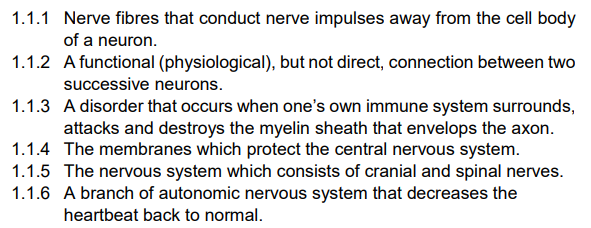 1.1.1 Nerve fibres that conduct nerve impulses away from the cell body
of a neuron.
1.1.2 A functional (physiological), but not direct, connection between two
successive neurons.
1.1.3 A disorder that occurs when one’s own immune system surrounds,
attacks and destroys the myelin sheath that envelops the axon.
1.1.4 The membranes which protect the central nervous system.
1.1.5 The nervous system which consists of cranial and spinal nerves.
1.1.6 A branch of autonomic nervous system that decreases the
heartbeat back to normal.